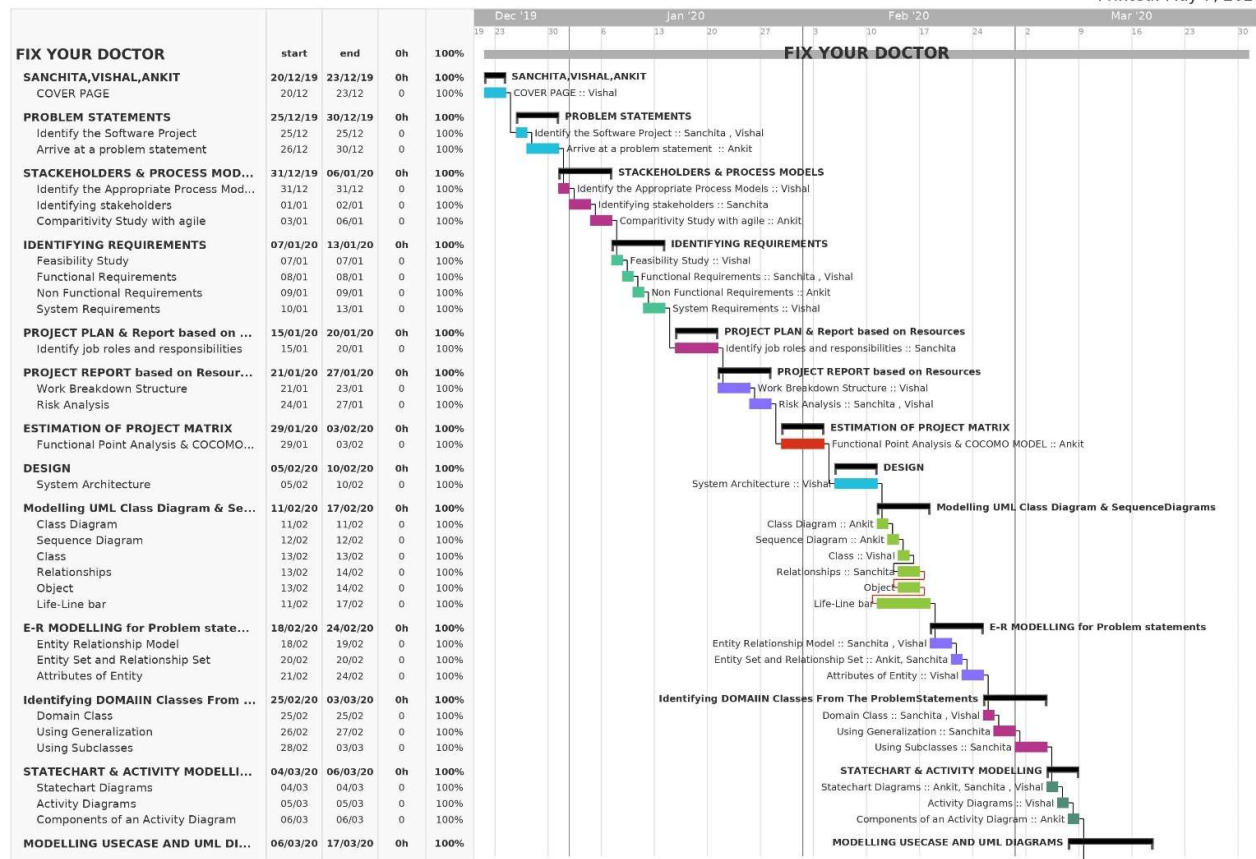 Printed: May 7, 202
Dec '19 Jan '20 Feb '20 Mar '20
19 23 30 6 13 20 27 3 10 17 24 2 9 16 23 30
FIX YOUR DOCTOR start end 0h 100% FIX YOUR DOCTOR
SANCHITA,VISHAL,ANKIT 20/12/19 23/12/19 0h 100% SANCHITA,VISHAL,ANKIT
COVER PAGE 20/12 23/12 0 100% COVER PAGE :: Vishal
PROBLEM STATEMENTS 25/12/19 30/12/19 0h 100% PROBLEM STATEMENTS
Identify the Software Project 25/12 25/12 0 100% Identify the Software Project :: Sanchita , Vishal
Arrive at a problem statement 26/12 30/12 0 100% Arrive at a problem statement :: Ankit
STACKEHOLDERS & PROCESS MOD... 31/12/19 06/01/20 0h 100% STACKEHOLDERS & PROCESS MODELS
Identify the Appropriate Process Mod... 31/12 31/12 0 100% Identify the Appropriate Process Models :: Vishal
Identifying stakeholders 01/01 02/01 0 100% Identifying stakeholders :: Sanchita
Comparitivity Study with agile 03/01 06/01 0 100% Comparitivity Study with agile :: Ankit
IDENTIFYING REQUIREMENTS 07/01/20 13/01/20 0h 100% IDENTIFYING REQUIREMENTS
Feasibility Study 07/01 07/01 0 100% Feasibility Study :: Vishal
Functional Requirements 08/01 08/01 0 100% Functional Requirements :: Sanchita , Vishal
Non Functional Requirements 09/01 09/01 0 100% Non Functional Requirements :: Ankit
System Requirements 10/01 13/01 0 100% System Requirements :: Vishal
PROJECT PLAN & Report based on ... 15/01/20 20/01/20 0h 100% PROJECT PLAN & Report based on Resources
Identify job roles and responsibilities 15/01 20/01 0 100% Identify job roles and responsibilities :: Sanchita
PROJECT REPORT based on Resour... 21/01/20 27/01/20 0h 100% PROJECT REPORT based on Resources
Work Breakdown Structure 21/01 23/01 0 100% Work Breakdown Structure :: Vishal
Risk Analysis 24/01 27/01 0 100% Risk Analysis :: Sanchita , Vishal
ESTIMATION OF PROJECT MATRIX 29/01/20 03/02/20 0h 100% ESTIMATION OF PROJECT MATRIX
Functional Point Analysis & COCOMO... 29/01 03/02 0 100% Functional Point Analysis & COCOMO MODEL :: Ankit
DESIGN 05/02/20 10/02/20 0h 100% DESIGN
System Architecture 05/02 10/02 0 100% System Architecture :: Vishal
Modelling UML Class Diagram & Se... 11/02/20 17/02/20 0h 100% Modelling UML Class Diagram & SequenceDiagrams
Class Diagram 11/02 11/02 0 100% Class Diagram :: Ankit
Sequence Diagram 12/02 12/02 0 100% Sequence Diagram :: Ankit
Class 13/02 13/02 0 100% Class :: Vishal
Relationships 13/02 14/02 0 100% Relationships :: Sanchita
Object 13/02 14/02 0 100% Object
Life-Line bar 11/02 17/02 0 100% Life-Line bar
E-R MODELLING for Problem state... 18/02/20 24/02/20 0h 100% E-R MODELLING for Problem statements
Entity Relationship Model 18/02 19/02 0 100% Entity Relationship Model :: Sanchita , Vishal
Entity Set and Relationship Set 20/02 20/02 0 100% Entity Set and Relationship Set :: Ankit, Sanchita
Attributes of Entity 21/02 24/02 0 100% Attributes of Entity :: Vishal
Identifying DOMAIIN Classes From ... 25/02/20 03/03/20 0h 100% Identifying DOMAIIN Classes From The ProblemStatements
Domain Class 25/02 25/02 0 100% Domain Class :: Sanchita , Vishal
Using Generalization 26/02 27/02 0 100% Using Generalization :: Sanchita
Using Subclasses 28/02 03/03 0 100% Using Subclasses :: Sanchita
STATECHART & ACTIVITY MODELLI... 04/03/20 06/03/20 0h 100% STATECHART & ACTIVITY MODELLING
Statechart Diagrams 04/03 04/03 0 100% Statechart Diagrams :: Ankit, Sanchita , Vishal
Activity Diagrams 05/03 05/03 0 100% Activity Diagrams :: Vishal
Components of an Activity Diagram 06/03 06/03 0 100% Components of an Activity Diagram :: Ankit
MODELLING USECASE AND UML DI... 06/03/20 17/03/20 0h 100% MODELLING USECASE AND UML DIAGRAMS